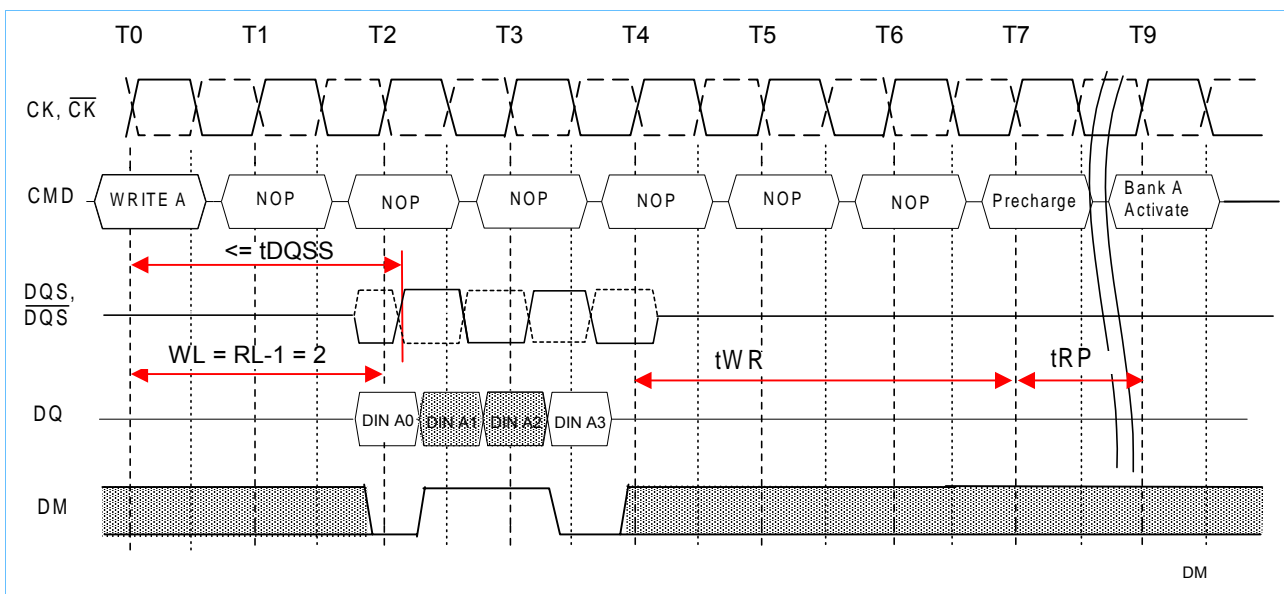 T0 T1 T2 T3 T4 T5 T6 T7 T9
CK, CK
CMD WRITE A NOP NOP NOP NOP NOP NOP Precharge Bank A
Activate
<= tDQSS
DQS,
DQS
WL = RL-1 = 2 tWR tRP
DQ DIN A0 DIN A1 DIN A2 DIN A3
DM
DM